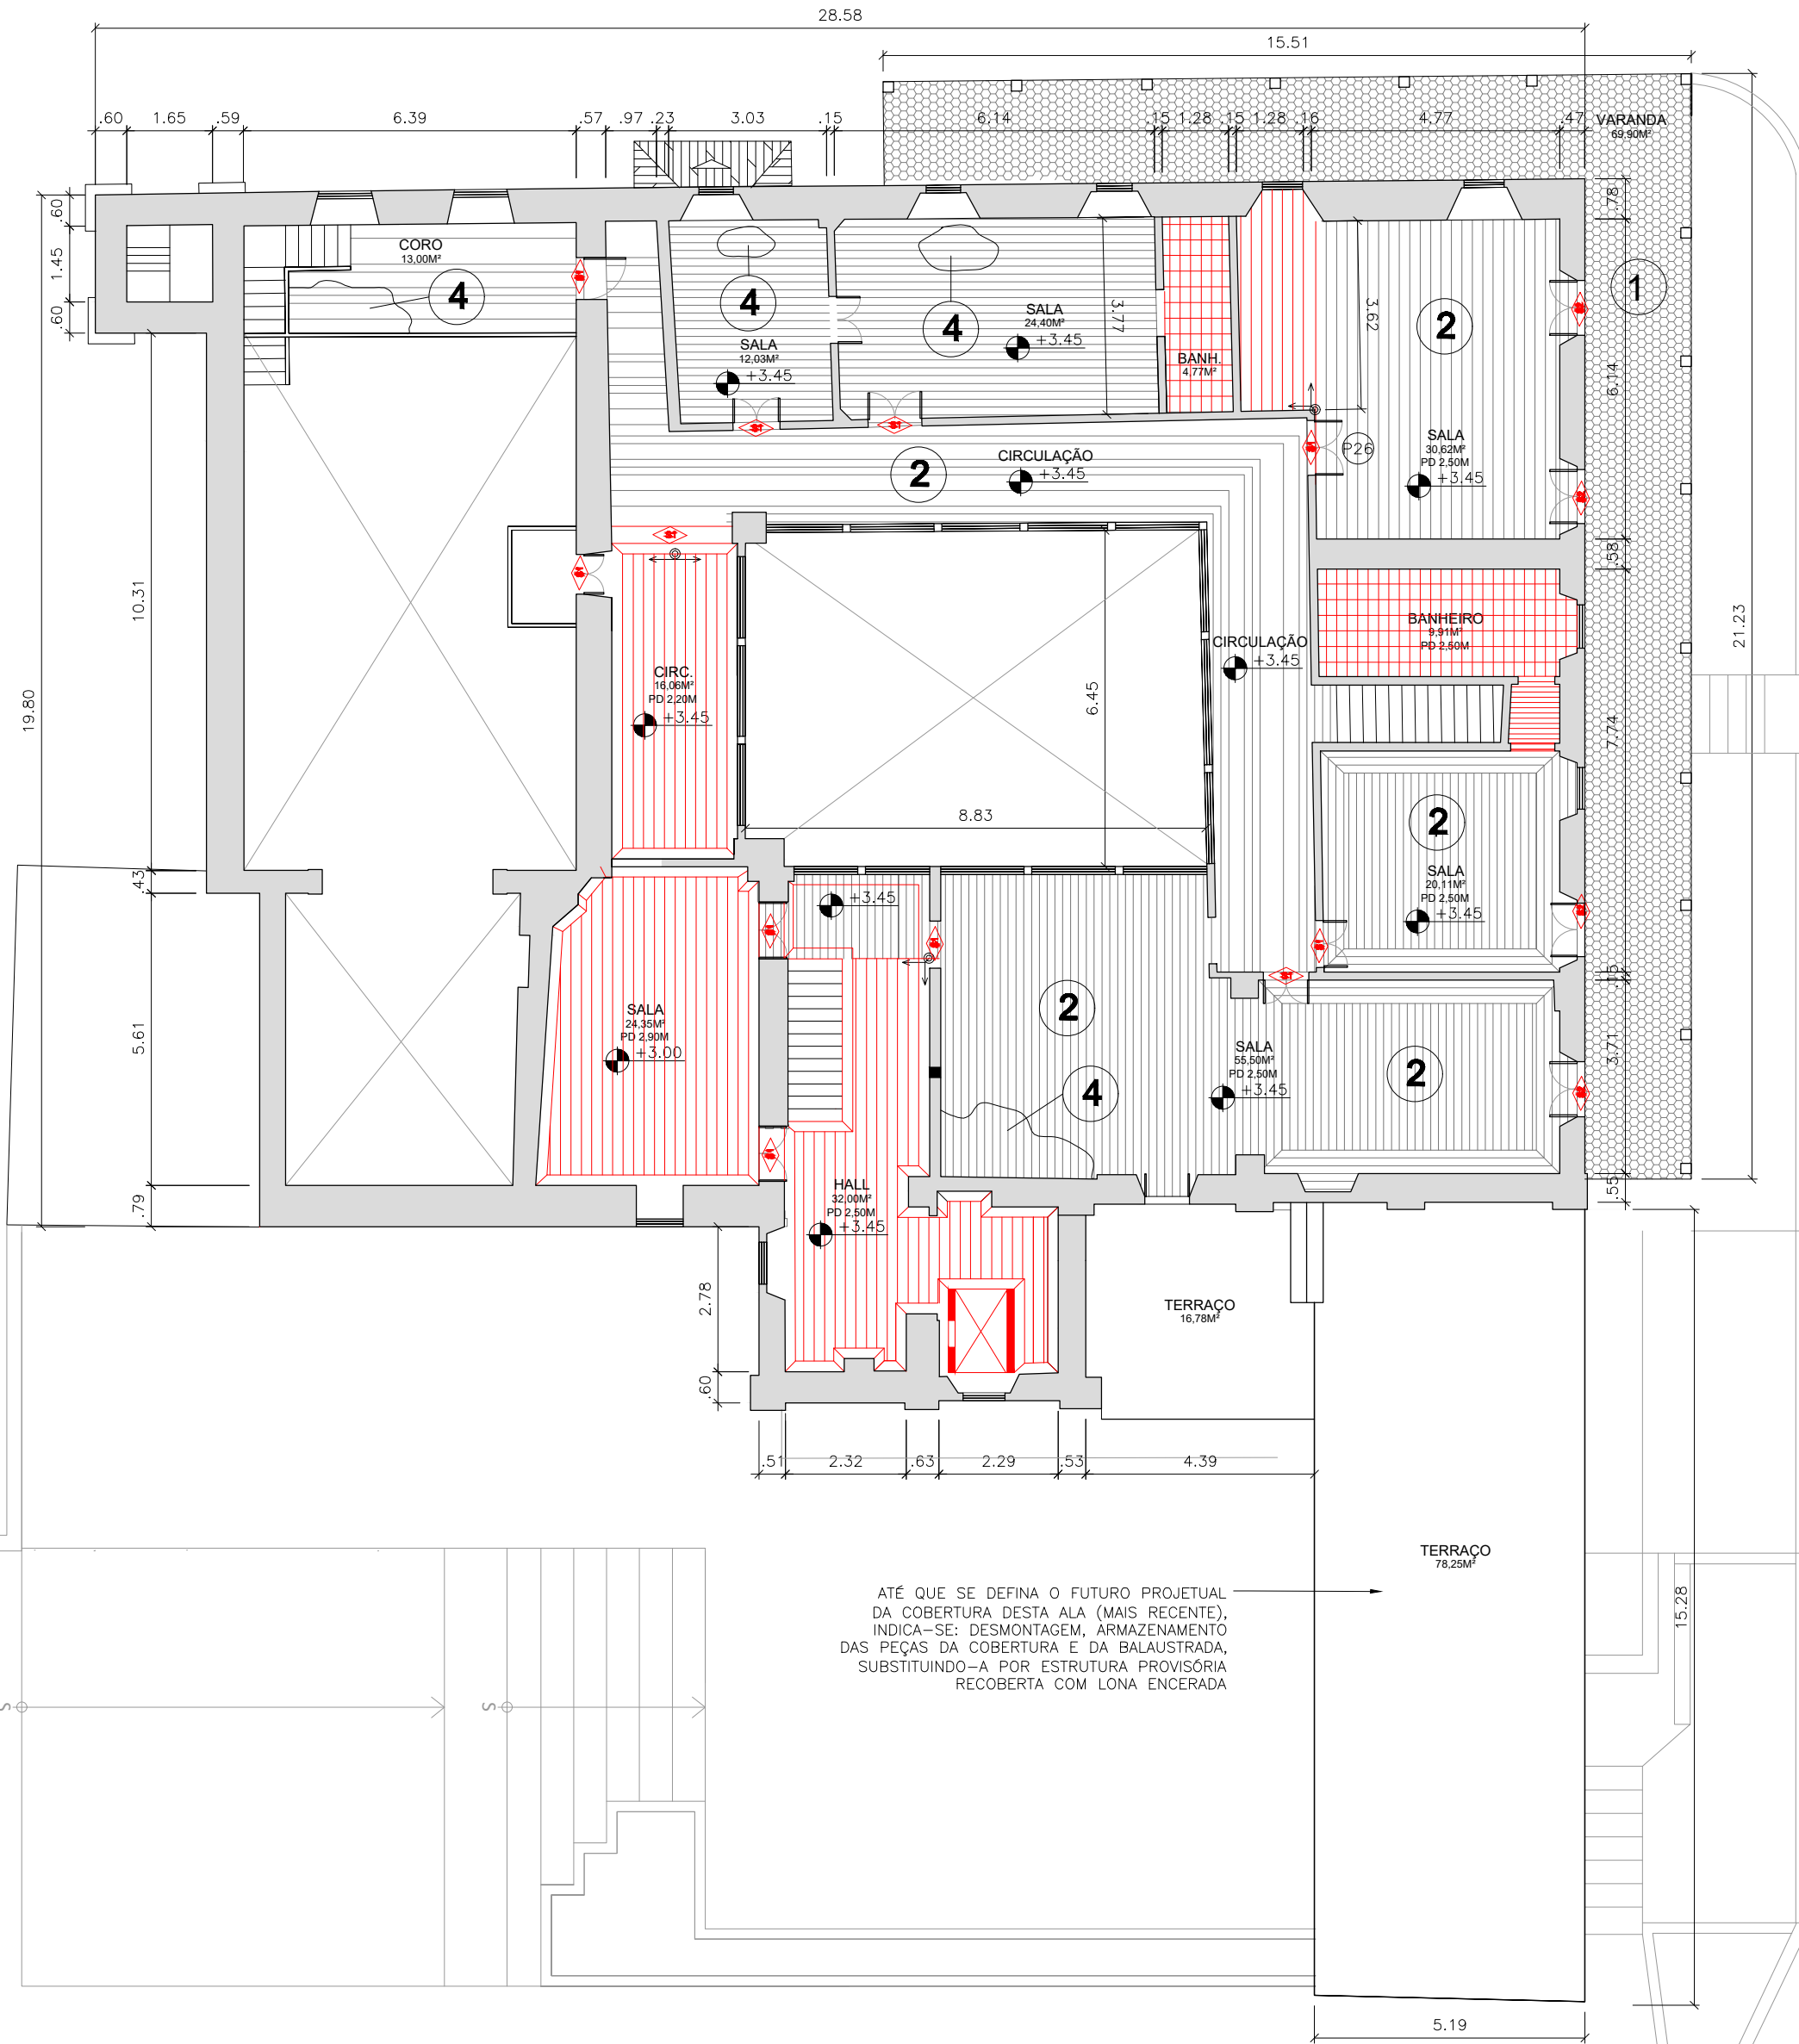 28.58
15.51
.60
1.65
.59
6.39
.57
.97
.23
3.03
.15
6.14
.15
1.28
.15
1.28
.16
4.77
.47
VARANDA
69,90M²
.60
1.45
.60
CORO
13,00M²
4
4
SALA
12,03M²
+3.45
4
SALA
24,40M²
+3.45
3.77
BANH.
4,77M²
3.62
2
1
.78
6.14
SALA
30,62M²
PD 2,50M
+3.45
P26
2
CIRCULAÇÃO
+3.45
10.31
19.80
CIRC.
16,06M²
PD 2,20M
+3.45
6.45
8.83
CIRCULAÇÃO
+3.45
.58
BANHEIRO
9,91M²
PD 2,50M
21.23
7.74
2
SALA
20,11M²
PD 2,50M
+3.45
.43
+3.45
.15
5.61
SALA
24,35M²
PD 2,90M
+3.00
2
4
SALA
55,50M²
PD 2,50M
+3.45
2
3.71
.55
.79
HALL
32,00M²
PD 2,50M
+3.45
2.78
.60
TERRAÇO
16,78M²
.51
2.32
.63
2.29
.53
4.39
TERRAÇO
78,25M²
15.28
ATÉ QUE SE DEFINA O FUTURO PROJETUAL
DA COBERTURA DESTA ALA (MAIS RECENTE),
INDICA-SE: DESMONTAGEM, ARMAZENAMENTO
DAS PEÇAS DA COBERTURA E DA BALAUSTRADA,
SUBSTITUINDO-A POR ESTRUTURA PROVISÓRIA
RECOBERTA COM LONA ENCERADA
S
S
5.19